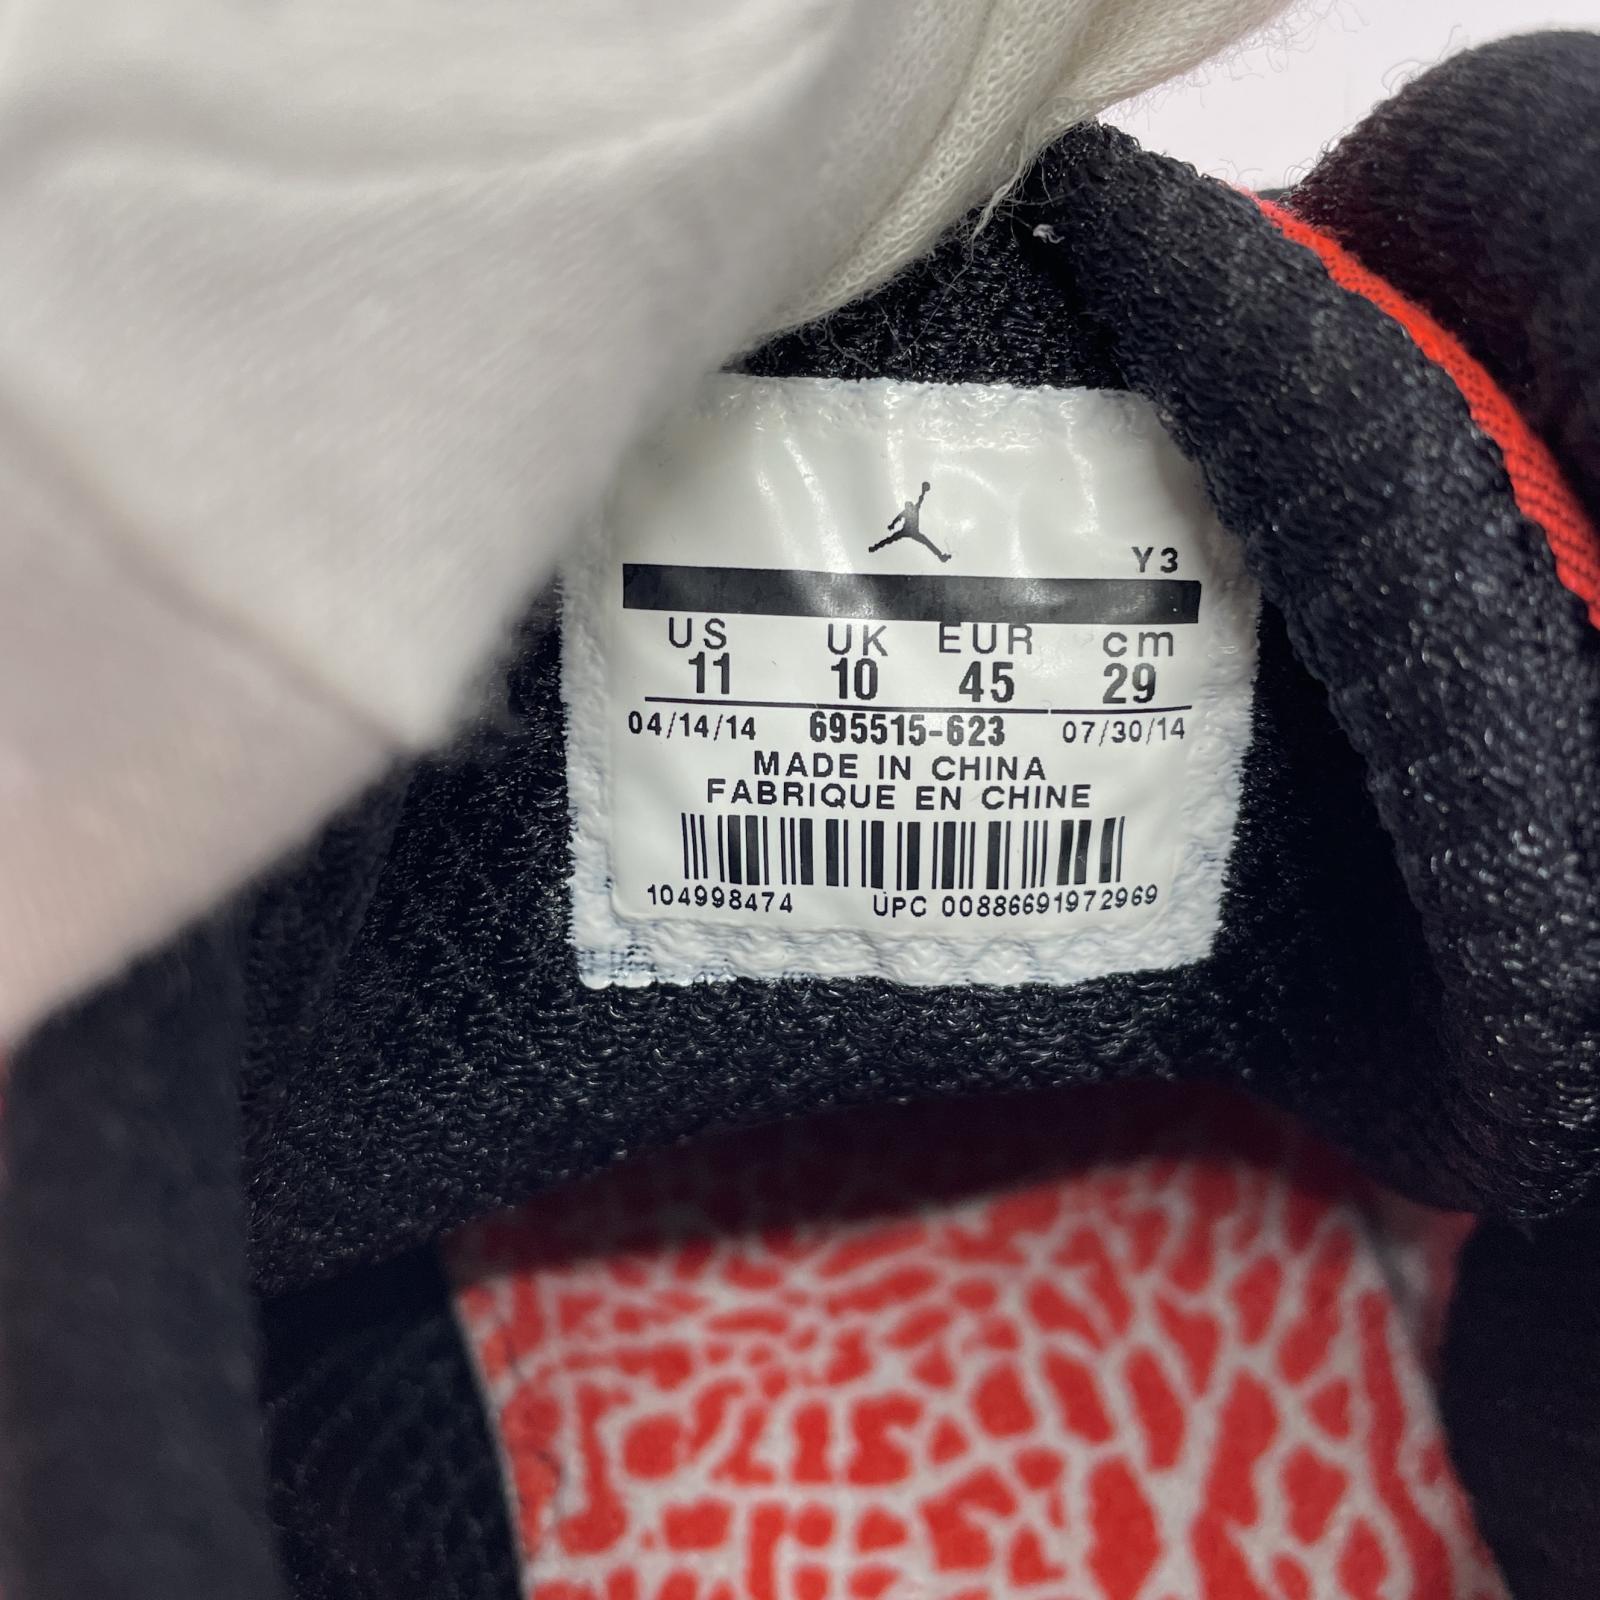 Y3
US UK EUR cm
11 10 45 29
04/14/14 695515-623 07/30/14
MADE IN CHINA
FABRIQUE EN CHINE
104998474 UPC 00886691972969